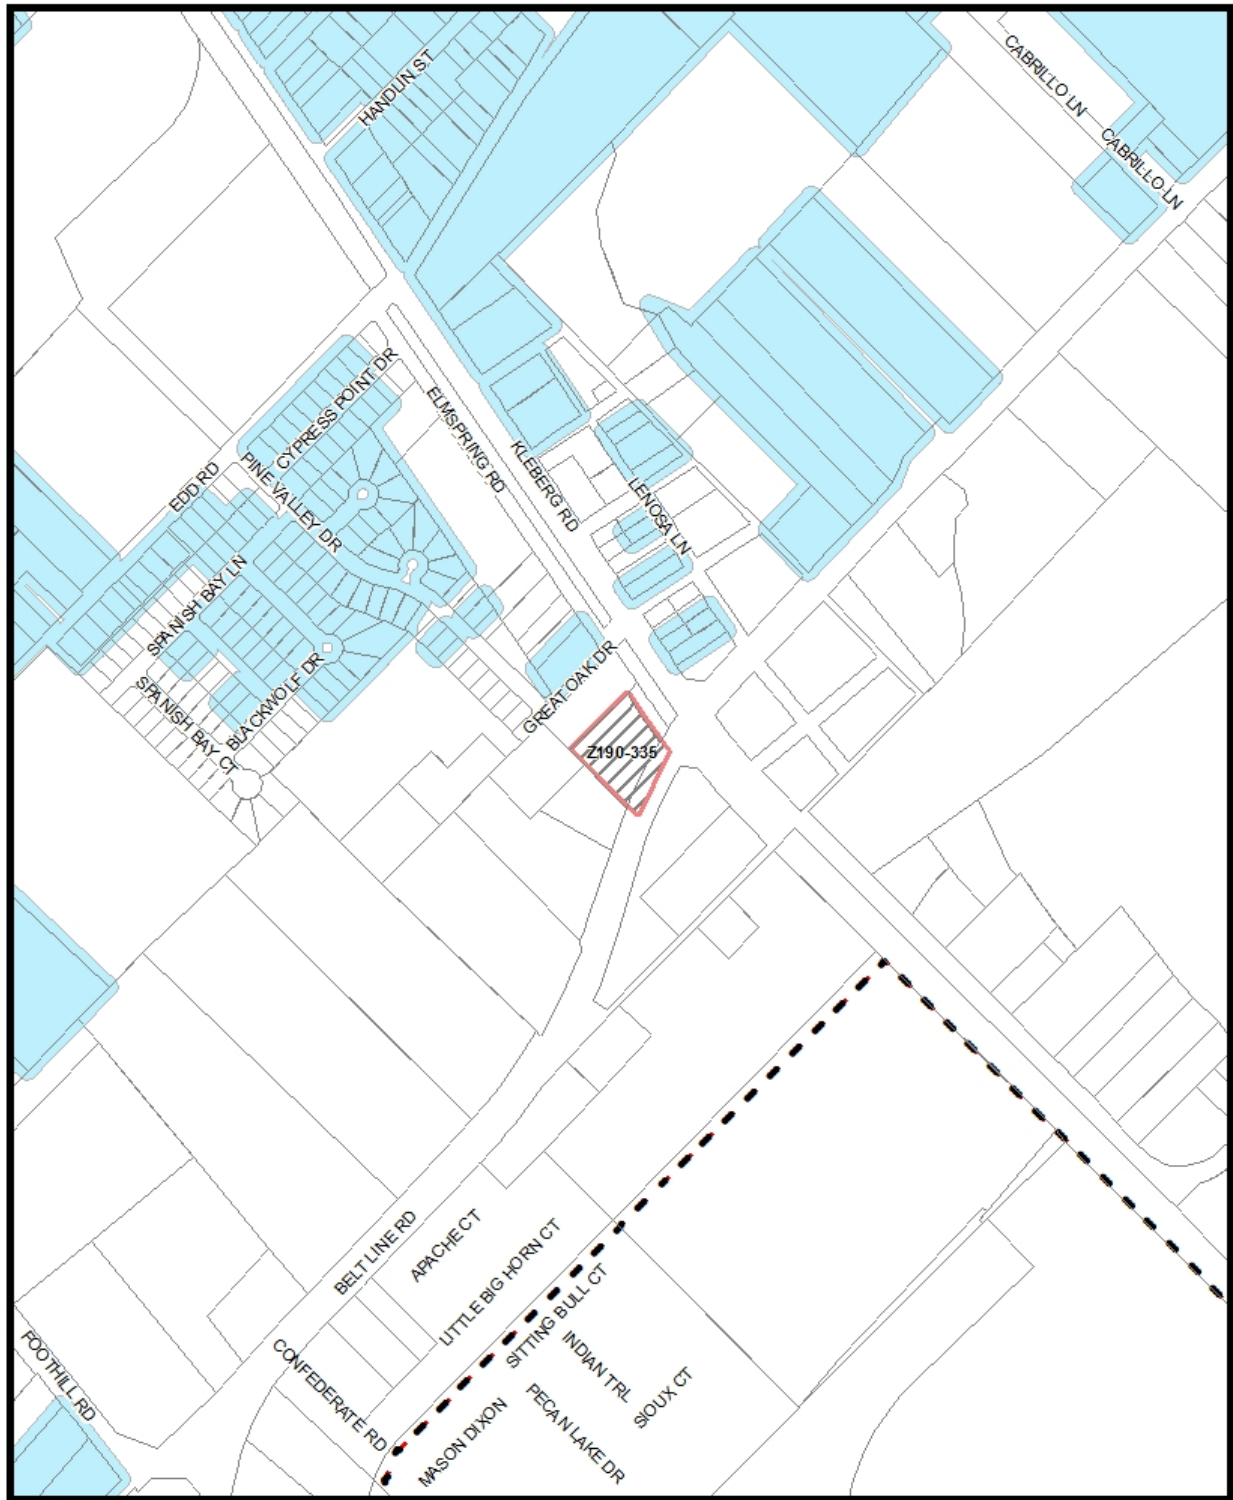 HANDLIN ST
CABRILLO LN
CABRILLO LN
CYPRESS POINT DR
ELMSPRING RD
KLEBERG RD
EDD RD
PINE VALLEY DR
LENOSA LN
SPANISH BAY LN
GREAT OAK DR
BLACKWOLF DR
SPANISH BAY CT
Z190-335
BELT LINE RD
APACHE CT
LITTLE BIG HORN CT
SITTING BULL CT
INDIAN TRL
SIOUX CT
FOOTHILL RD
CONFEDERATE RD
MASON DIXON
PECAN LAKE DR